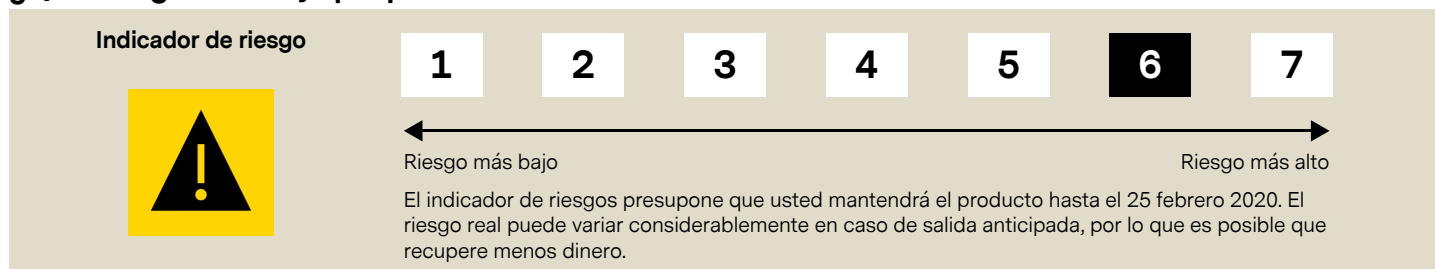 Indicador de riesgo
1 2 3 4 5 6 7
Riesgo más bajo Riesgo más alto
El indicador de riesgos presupone que usted mantendrá el producto hasta el 25 febrero 2020. El
riesgo real puede variar considerablemente en caso de salida anticipada, por lo que es posible que
recupere menos dinero.